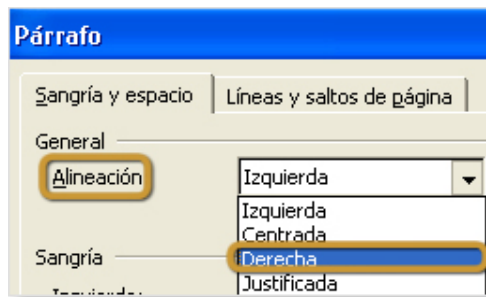 Párrafo
Sangría y espacio Líneas y saltos de página
General
Alineación Izquierda
Izquierda
Centrada
Derecha
Justificada
Sangría